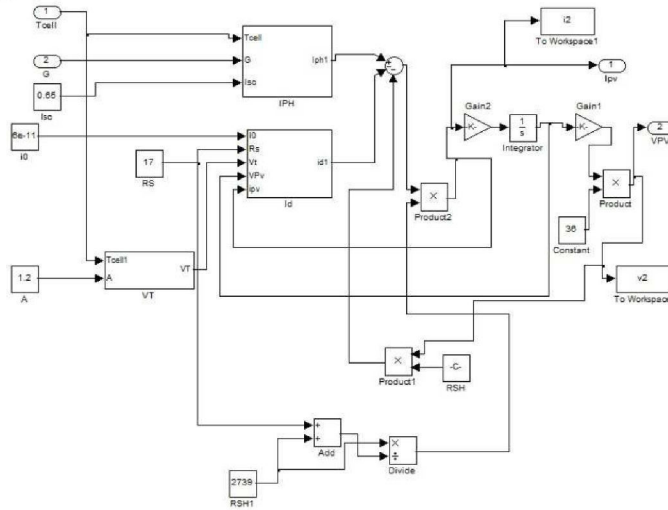 1
Tcell
2
G
0.65
Isc
6e-11
i0
1.2
A
17
RS
Tcell
G
Isc
Iph1
IPH
i0
Rs
Vt
VPv
ipv
id1
Id
Tcell1
A
VT
VT
×
Product2
Gain2
-K-
1
s
Integrator
Gain1
-K-
i2
To Workspace1
1
Ipv
2
VPV
×
Product
36
Constant
v2
To Workspace
×
Product1
-C-
RSH
+
+
Add
×
÷
Divide
2739
RSH1